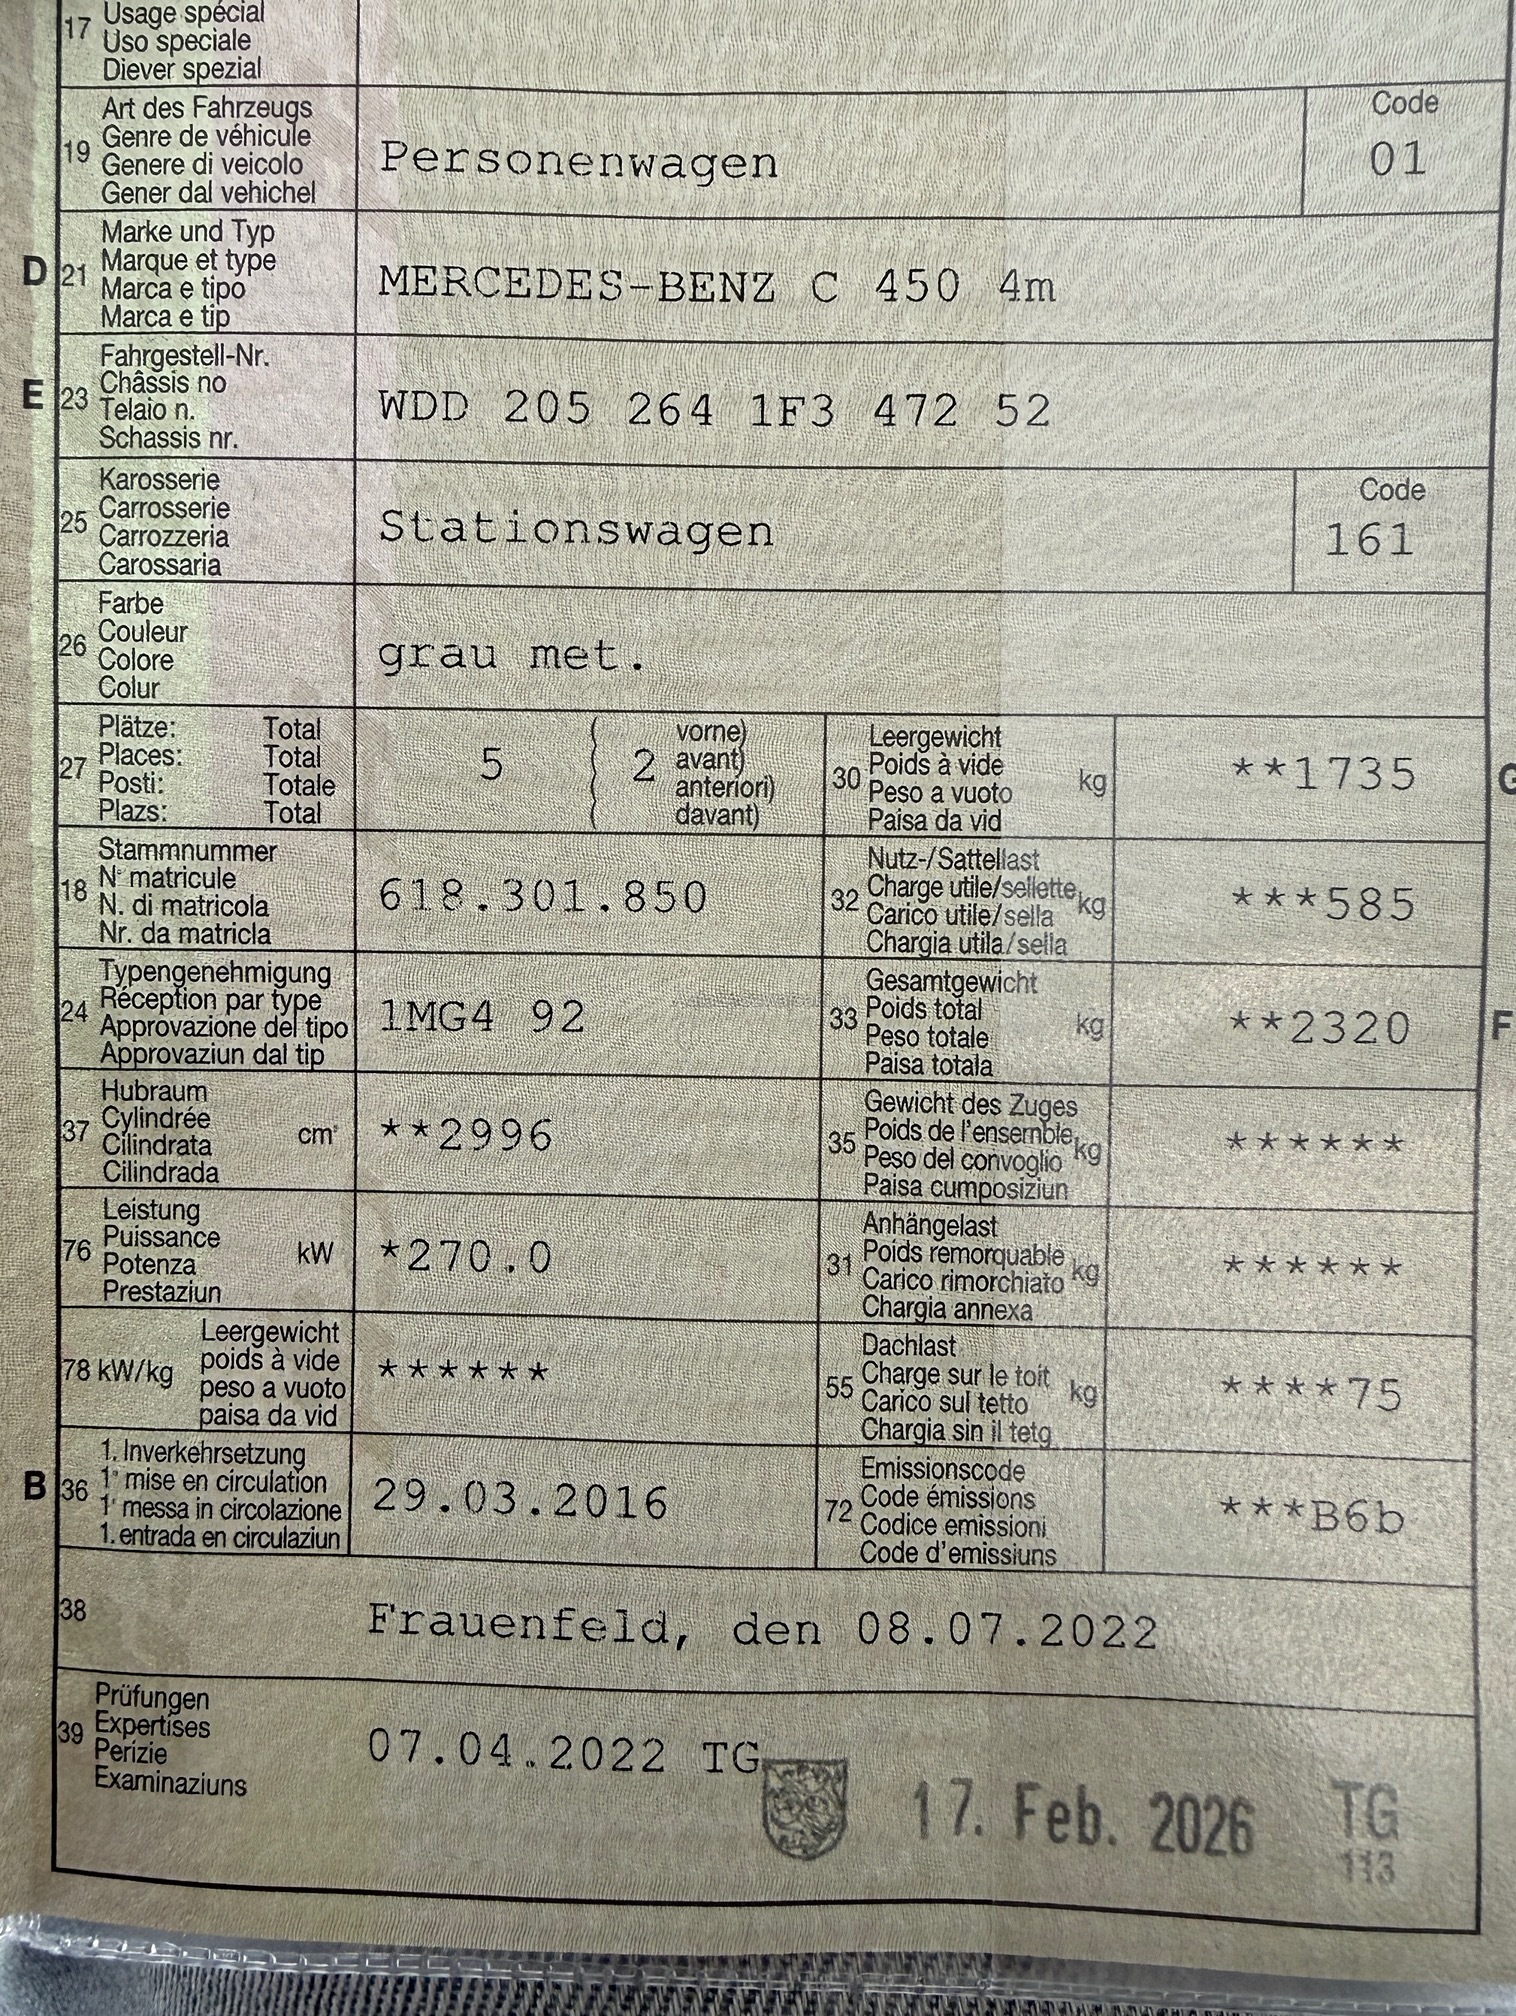 17 Usage spécial
Uso speciale
Diever spezial
19 Art des Fahrzeugs
Genre de véhicule
Genere di veicolo
Gener dal vehichel
Personenwagen
Code
01
D 21 Marke und Typ
Marque et type
Marca e tipo
Marca e tip
MERCEDES-BENZ C 450 4m
E 23 Fahrgestell-Nr.
Châssis no
Telaio n.
Schassis nr.
WDD 205 264 1F3 472 52
25 Karosserie
Carrosserie
Carrozzeria
Carossaria
Stationswagen
Code
161
26 Farbe
Couleur
Colore
Colur
grau met.
27 Plätze: Total
Places: Total
Posti: Totale
Plazs: Total
5 ( 2 vorne)
avant)
anteriori)
davant)
30 Leergewicht
Poids à vide
Peso a vuoto
Paisa da vid
kg
**1735
G
18 Stammnummer
N° matricule
N. di matricola
Nr. da matricla
618.301.850
32 Nutz-/Sattellast
Charge utile/sellette
Carico utile/sella
Chargia utila/sella
kg
***585
24 Typengenehmigung
Réception par type
Approvazione del tipo
Approvaziun dal tip
1MG4 92
33 Gesamtgewicht
Poids total
Peso totale
Paisa totala
kg
**2320
F
37 Hubraum
Cylindrée
Cilindrata
Cilindrada
cm³
**2996
35 Gewicht des Zuges
Poids de l'ensemble
Peso del convoglio
Paisa cumposiziun
kg
******
76 Leistung
Puissance
Potenza
Prestaziun
kW
*270.0
31 Anhängelast
Poids remorquable
Carico rimorchiato
Chargia annexa
kg
******
78 kW/kg
Leergewicht
poids à vide
peso a vuoto
paisa da vid
******
55 Dachlast
Charge sur le toit
Carico sul tetto
Chargia sin il tetg
kg
****75
B 36 1. Inverkehrsetzung
1e mise en circulation
1a messa in circolazione
1. entrada en circulaziun
29.03.2016
72 Emissionscode
Code émissions
Codice emissioni
Code d'emissiuns
***B6b
38
Frauenfeld, den 08.07.2022
39 Prüfungen
Expertises
Perizie
Examinaziuns
07.04.2022 TG
17. Feb. 2026 TG
113